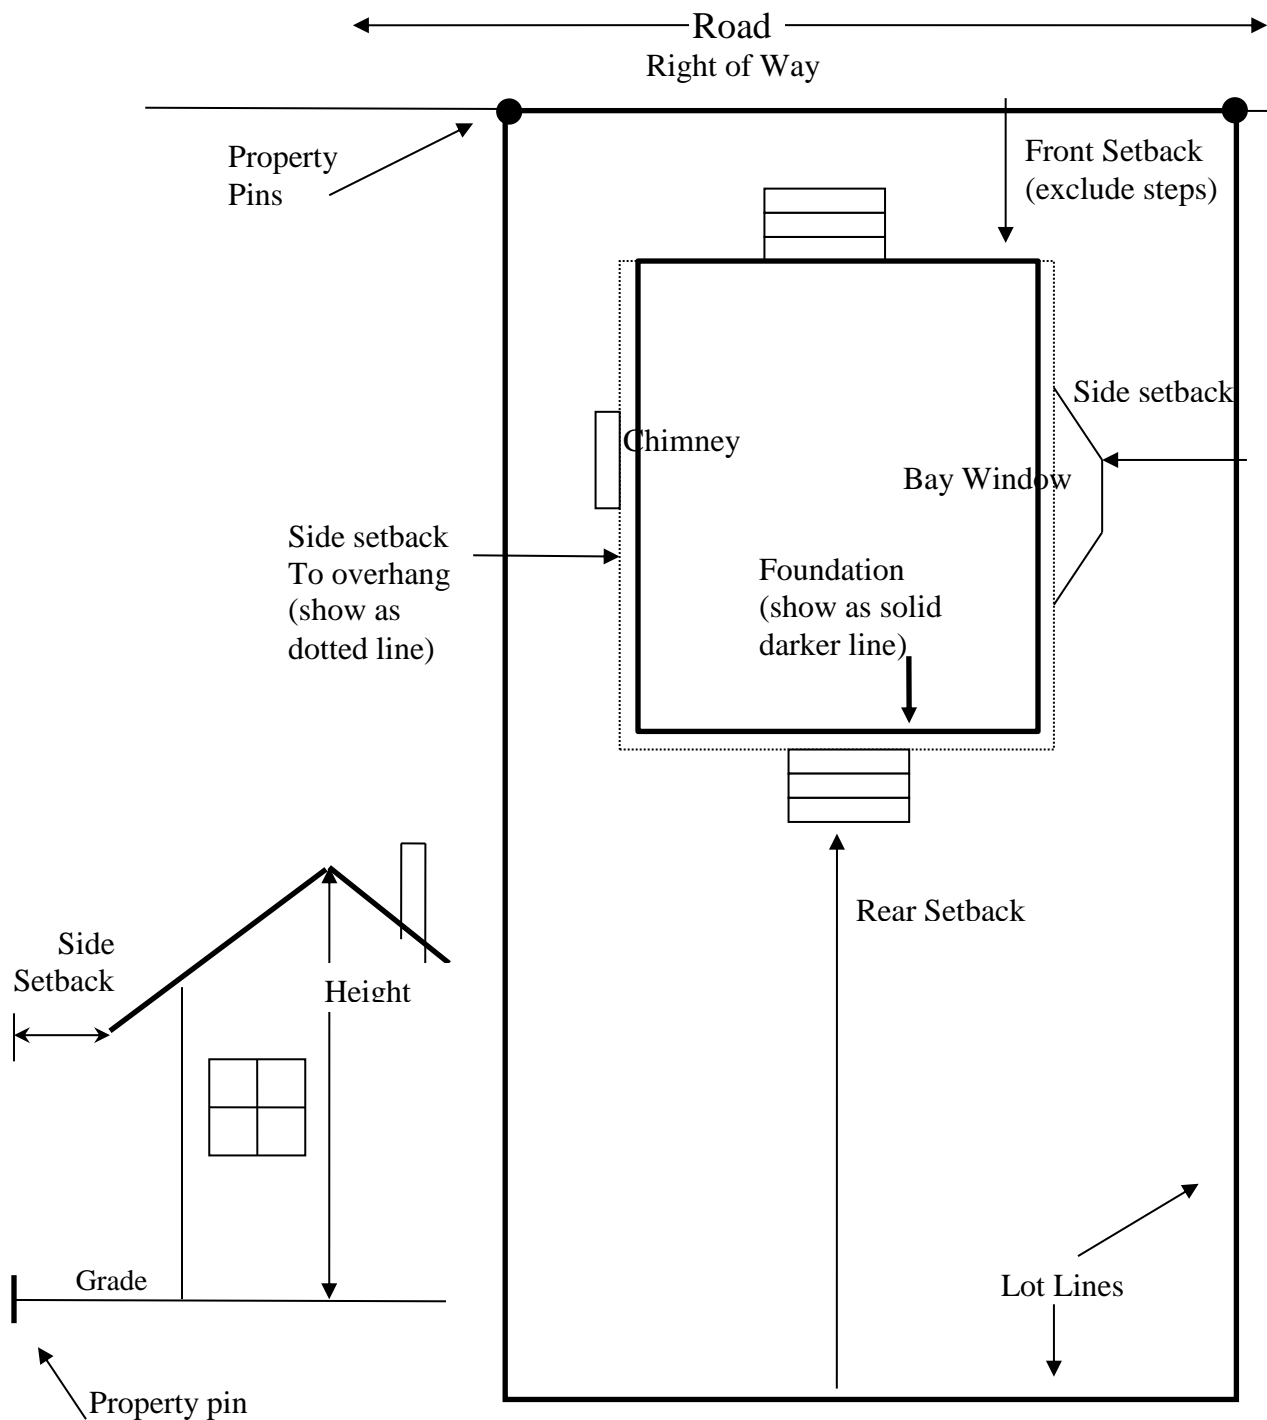 Road
Right of Way
Property
Pins
Front Setback
(exclude steps)
Side setback
Chimney
Bay Window
Side setback
To overhang
(show as
dotted line)
Foundation
(show as solid
darker line)
Rear Setback
Side
Setback
Height
Grade
Lot Lines
Property pin